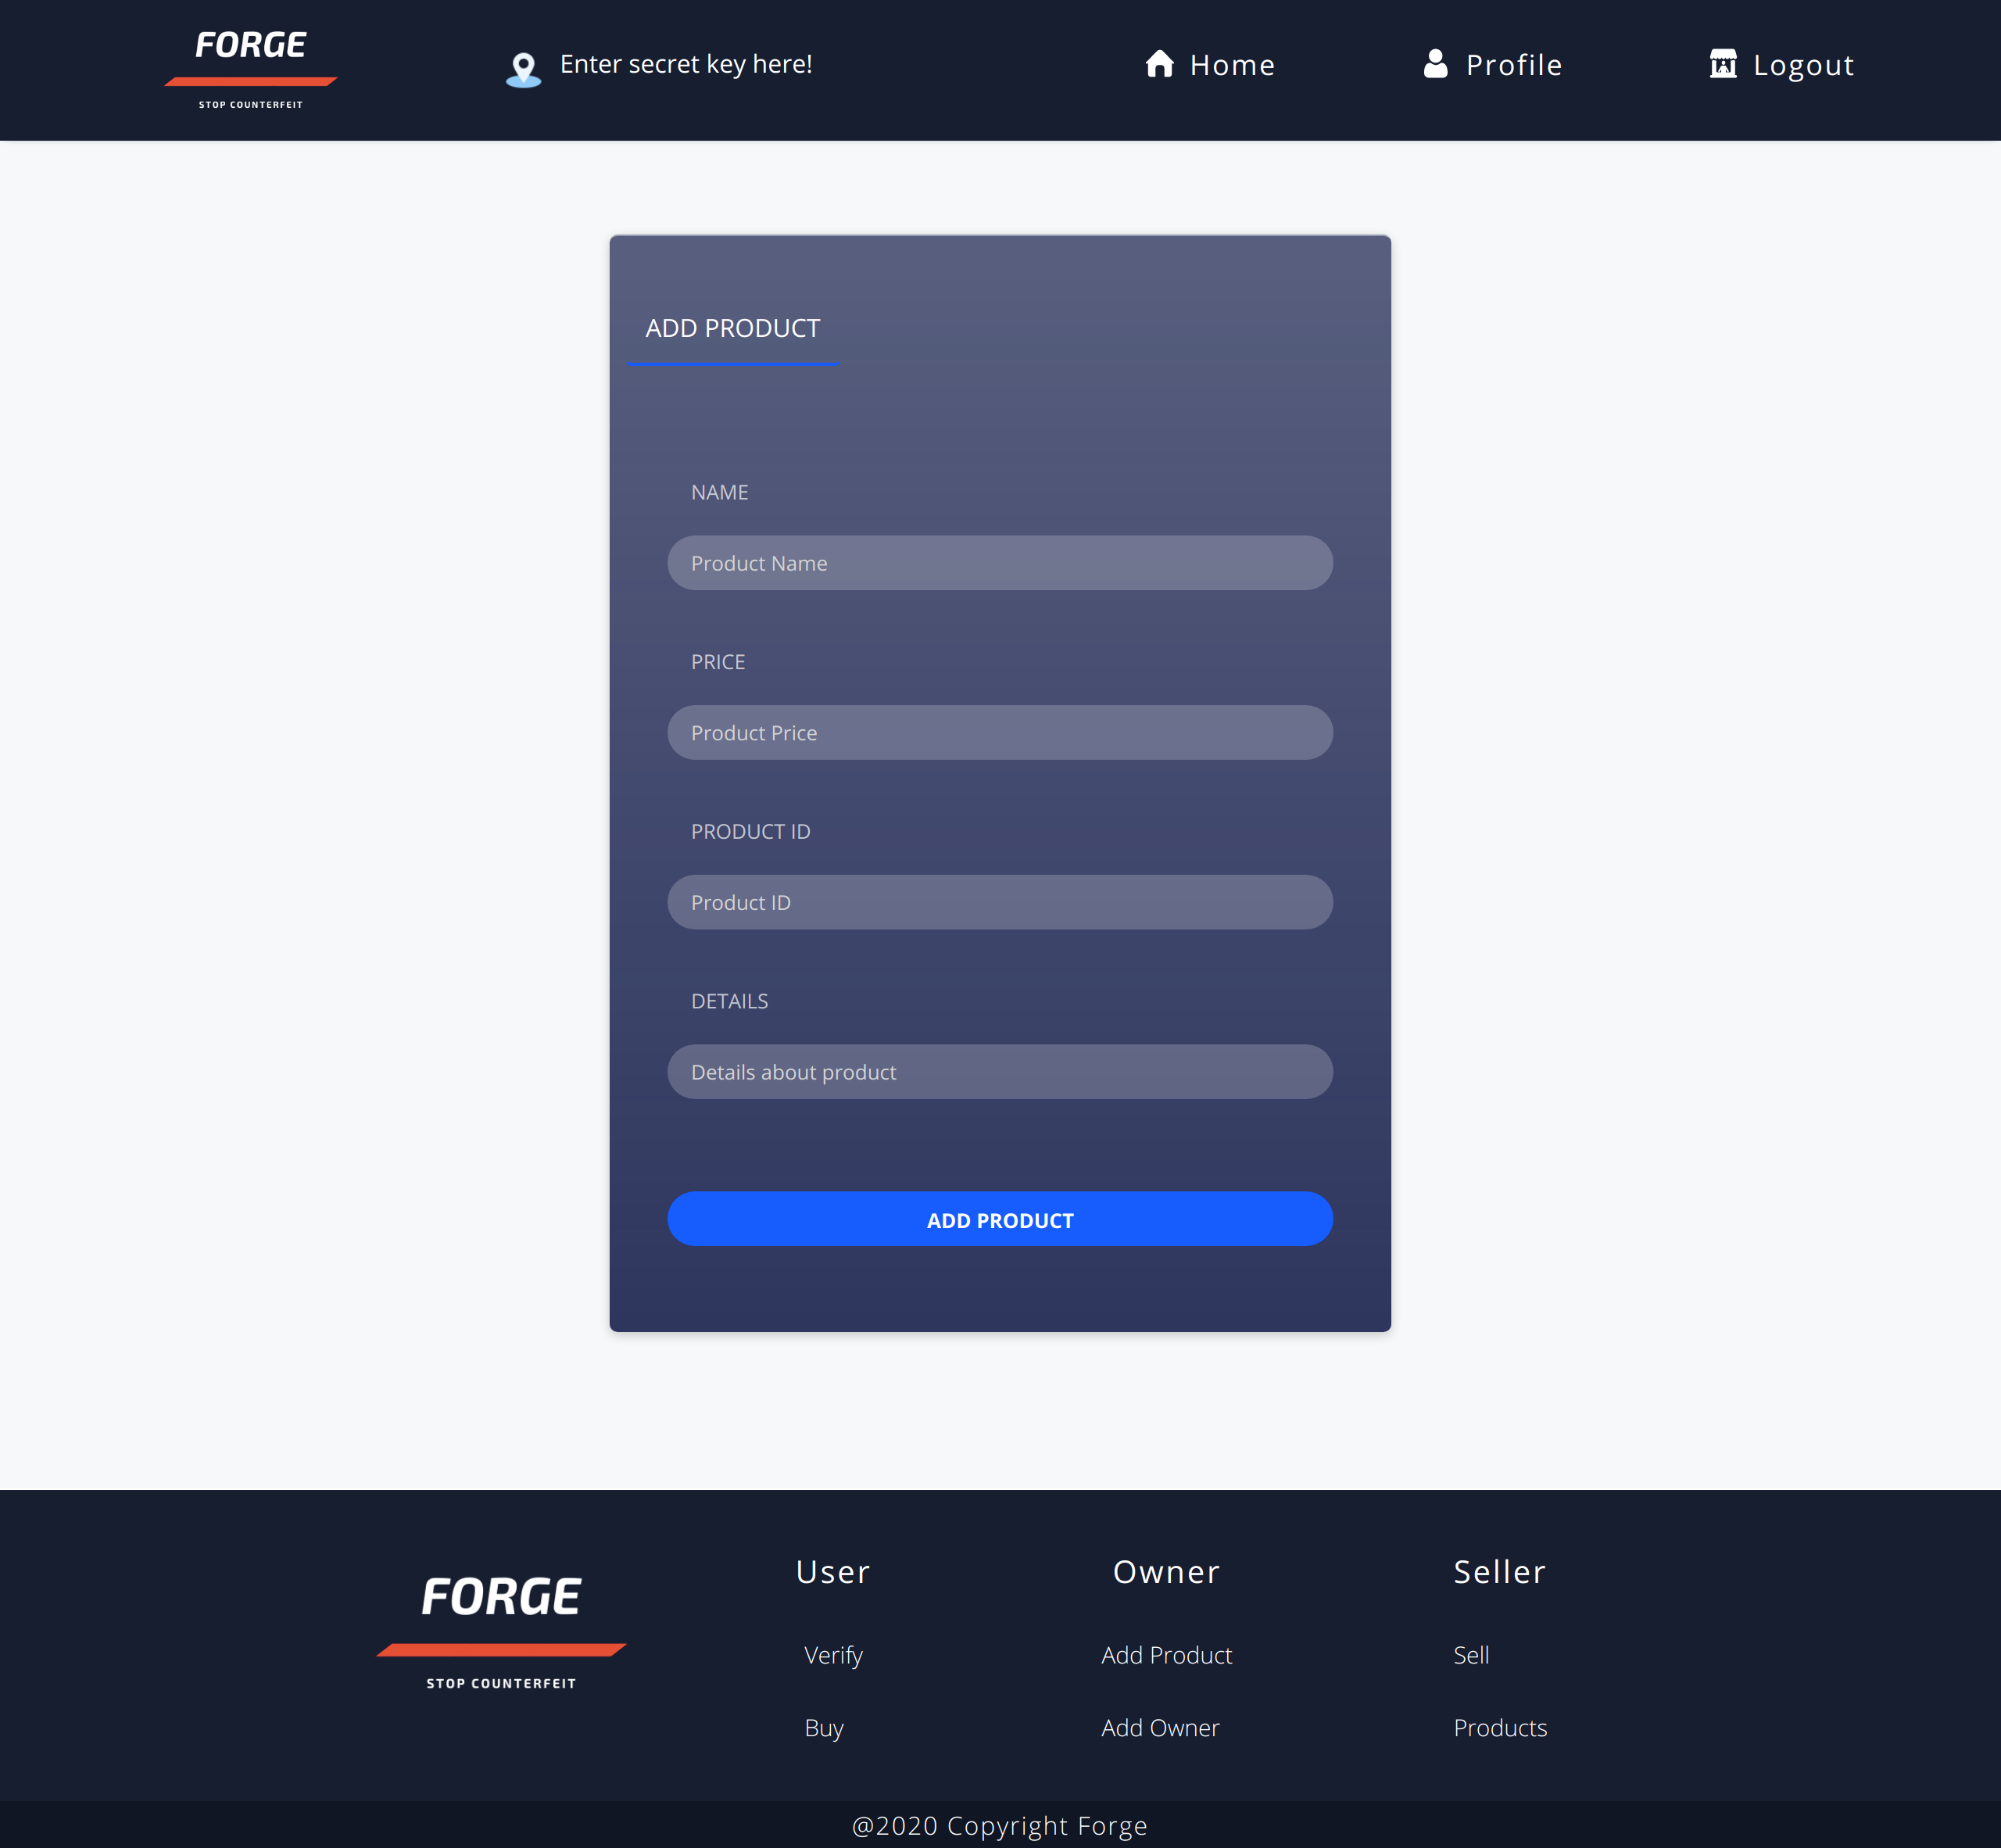 FORGE
STOP COUNTERFEIT
Enter secret key here!
Home
Profile
Logout
ADD PRODUCT
NAME
Product Name
PRICE
Product Price
PRODUCT ID
Product ID
DETAILS
Details about product
ADD PRODUCT
FORGE
STOP COUNTERFEIT
User
Owner
Seller
Verify
Add Product
Sell
Buy
Add Owner
Products
@2020 Copyright Forge